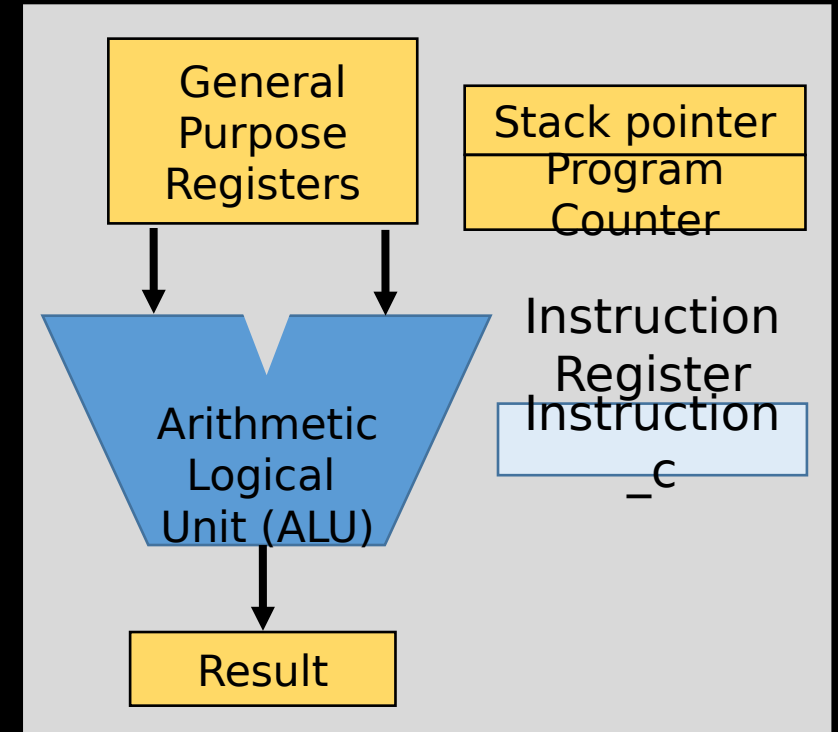 General
Purpose
Registers
Stack pointer
Program
Counter
Instruction
Register
Instruction
_c
Arithmetic
Logical
Unit (ALU)
Result